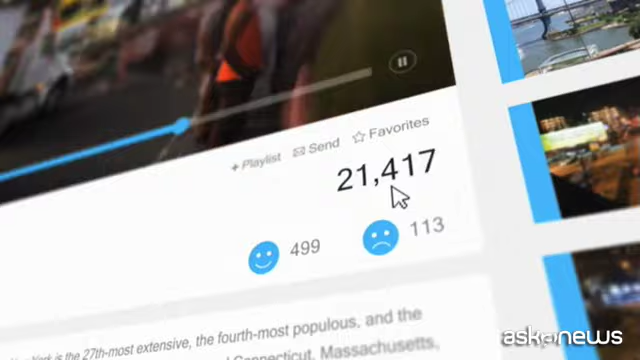 + Playlist Send Favorites
21,417
499 113
York is the 27th-most extensive, the fourth-most populous, and the
Connecticut, Massachusetts,
askanews